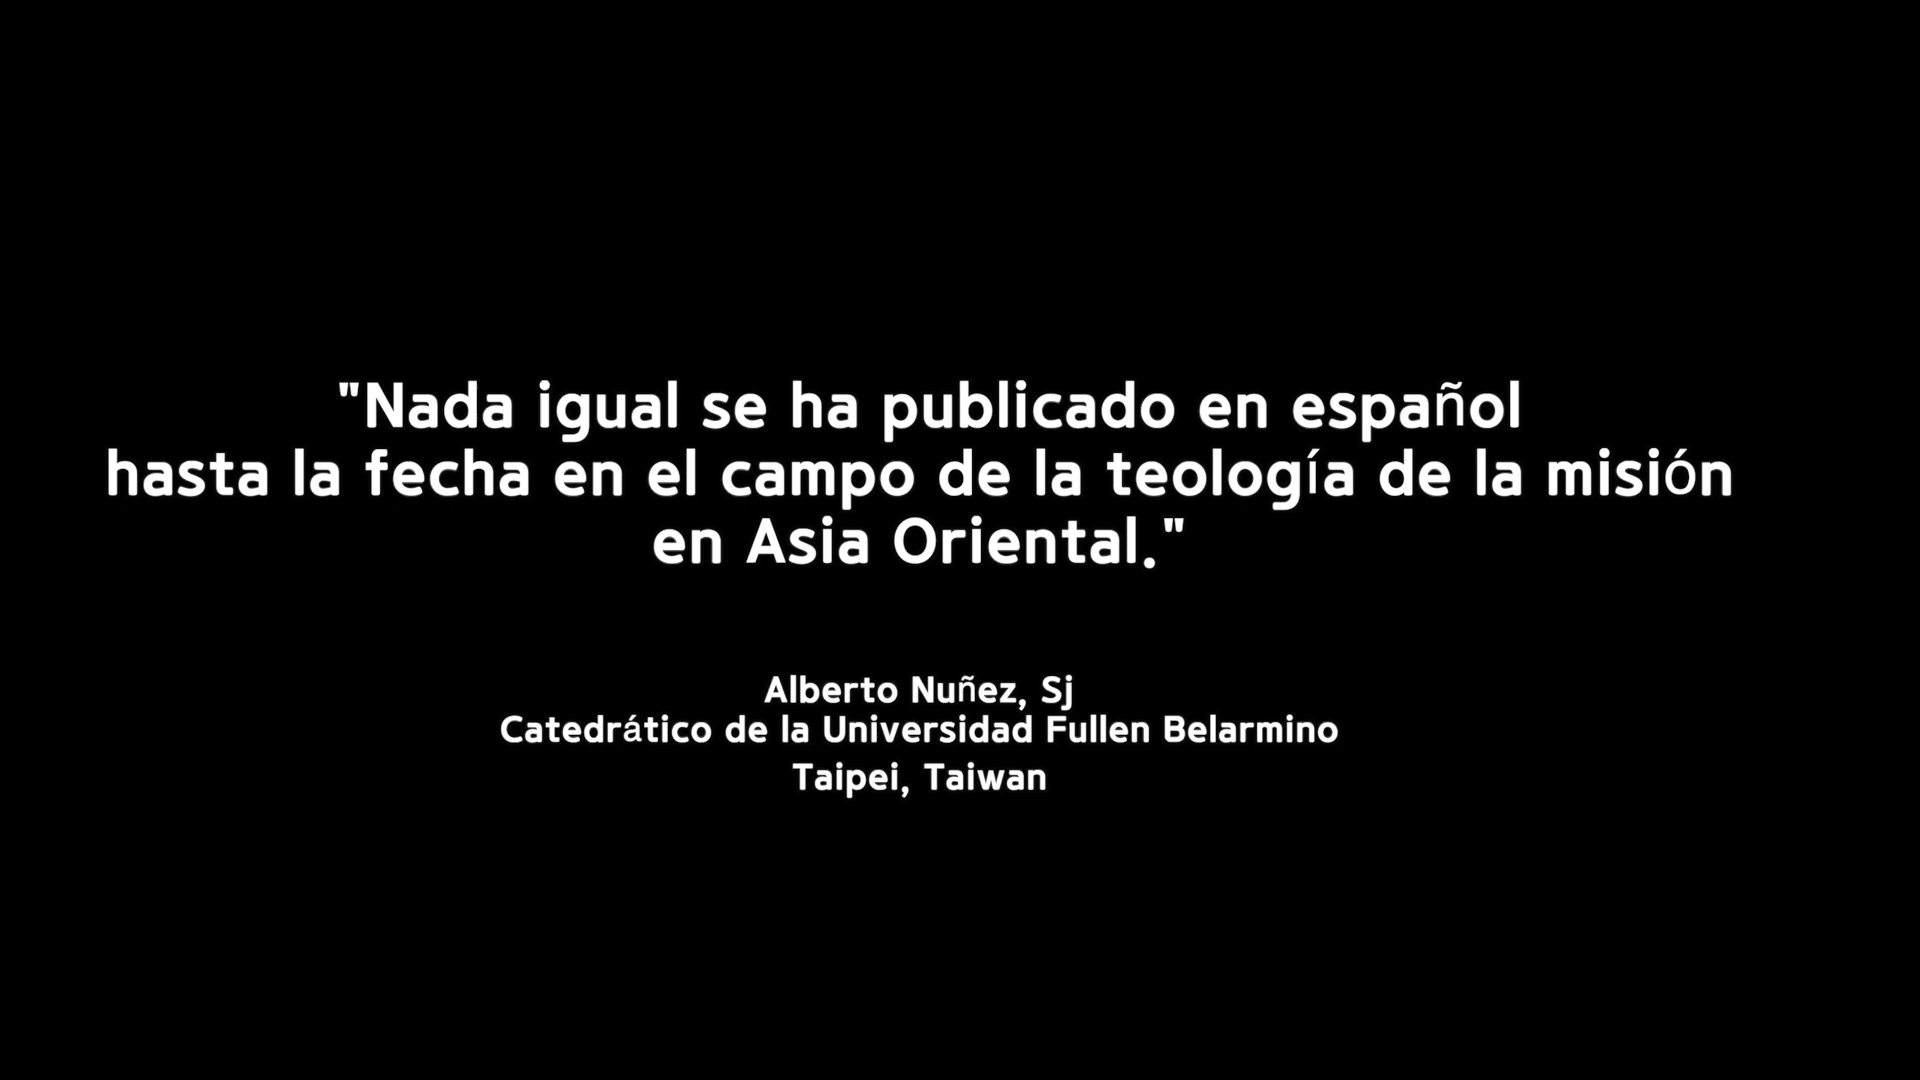 "Nada igual se ha publicado en español
hasta la fecha en el campo de la teología de la misión
en Asia Oriental."
Alberto Nuñez, Sj
Catedrático de la Universidad Fullen Belarmino
Taipei, Taiwan